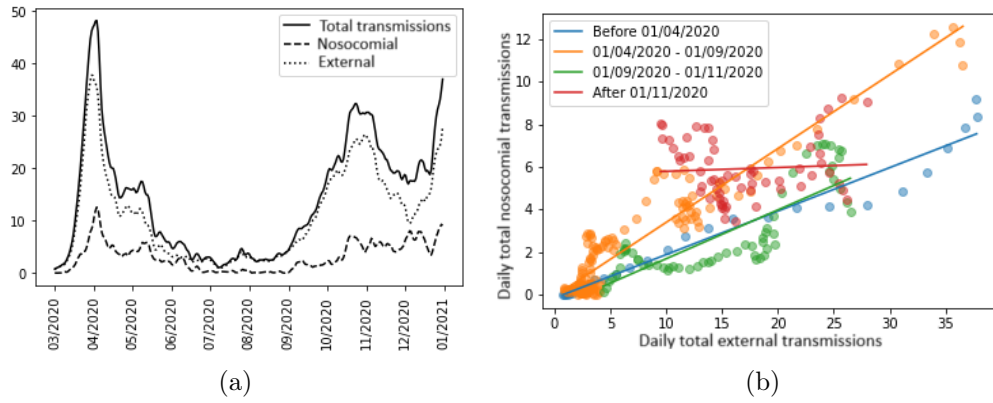 50
40
30
20
10
0
Total transmissions
Nosocomial
External
03/2020
04/2020
05/2020
06/2020
07/2020
08/2020
09/2020
10/2020
11/2020
12/2020
01/2021
(a)
Daily total nosocomial transmissions
12
10
8
6
4
2
0
Before 01/04/2020
01/04/2020 - 01/09/2020
01/09/2020 - 01/11/2020
After 01/11/2020
0 5 10 15 20 25 30 35
Daily total external transmissions
(b)